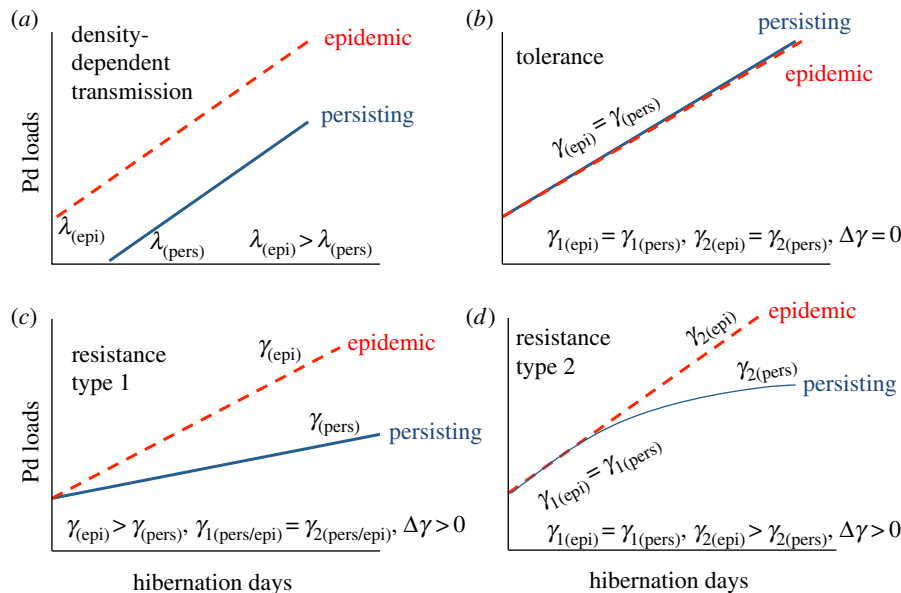 (a)
density-
dependent
transmission
epidemic
persisting
Pd loads
λ(epi)
λ(pers)
λ(epi) > λ(pers)
(b)
tolerance
persisting
epidemic
γ(epi) = γ(pers)
γ1(epi) = γ1(pers), γ2(epi) = γ2(pers), Δγ = 0
(c)
resistance
type 1
γ(epi)
epidemic
γ(pers)
persisting
Pd loads
γ(epi) > γ(pers), γ1(pers/epi) = γ2(pers/epi), Δγ > 0
hibernation days
(d)
resistance
type 2
epidemic
γ2(epi)
γ2(pers)
persisting
γ1(epi) = γ1(pers)
γ1(epi) = γ1(pers), γ2(epi) > γ2(pers), Δγ > 0
hibernation days